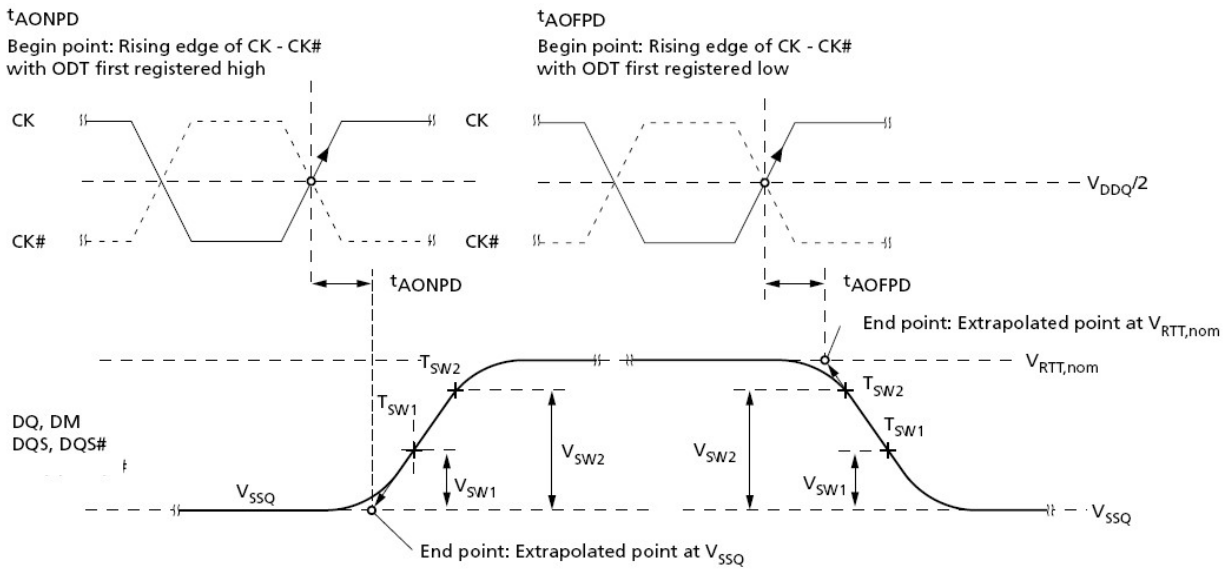 tAONPD
Begin point: Rising edge of CK - CK#
with ODT first registered high
tAOFPD
Begin point: Rising edge of CK - CK#
with ODT first registered low
CK
CK
VDDQ/2
CK#
CK#
tAONPD
tAOFPD
End point: Extrapolated point at VRTT,nom
TSW2
VRTT,nom
TSW2
TSW1
TSW1
DQ, DM
DQS, DQS#
VSW2
VSW2
VSW1
VSW1
VSSQ
VSSQ
End point: Extrapolated point at VSSQ